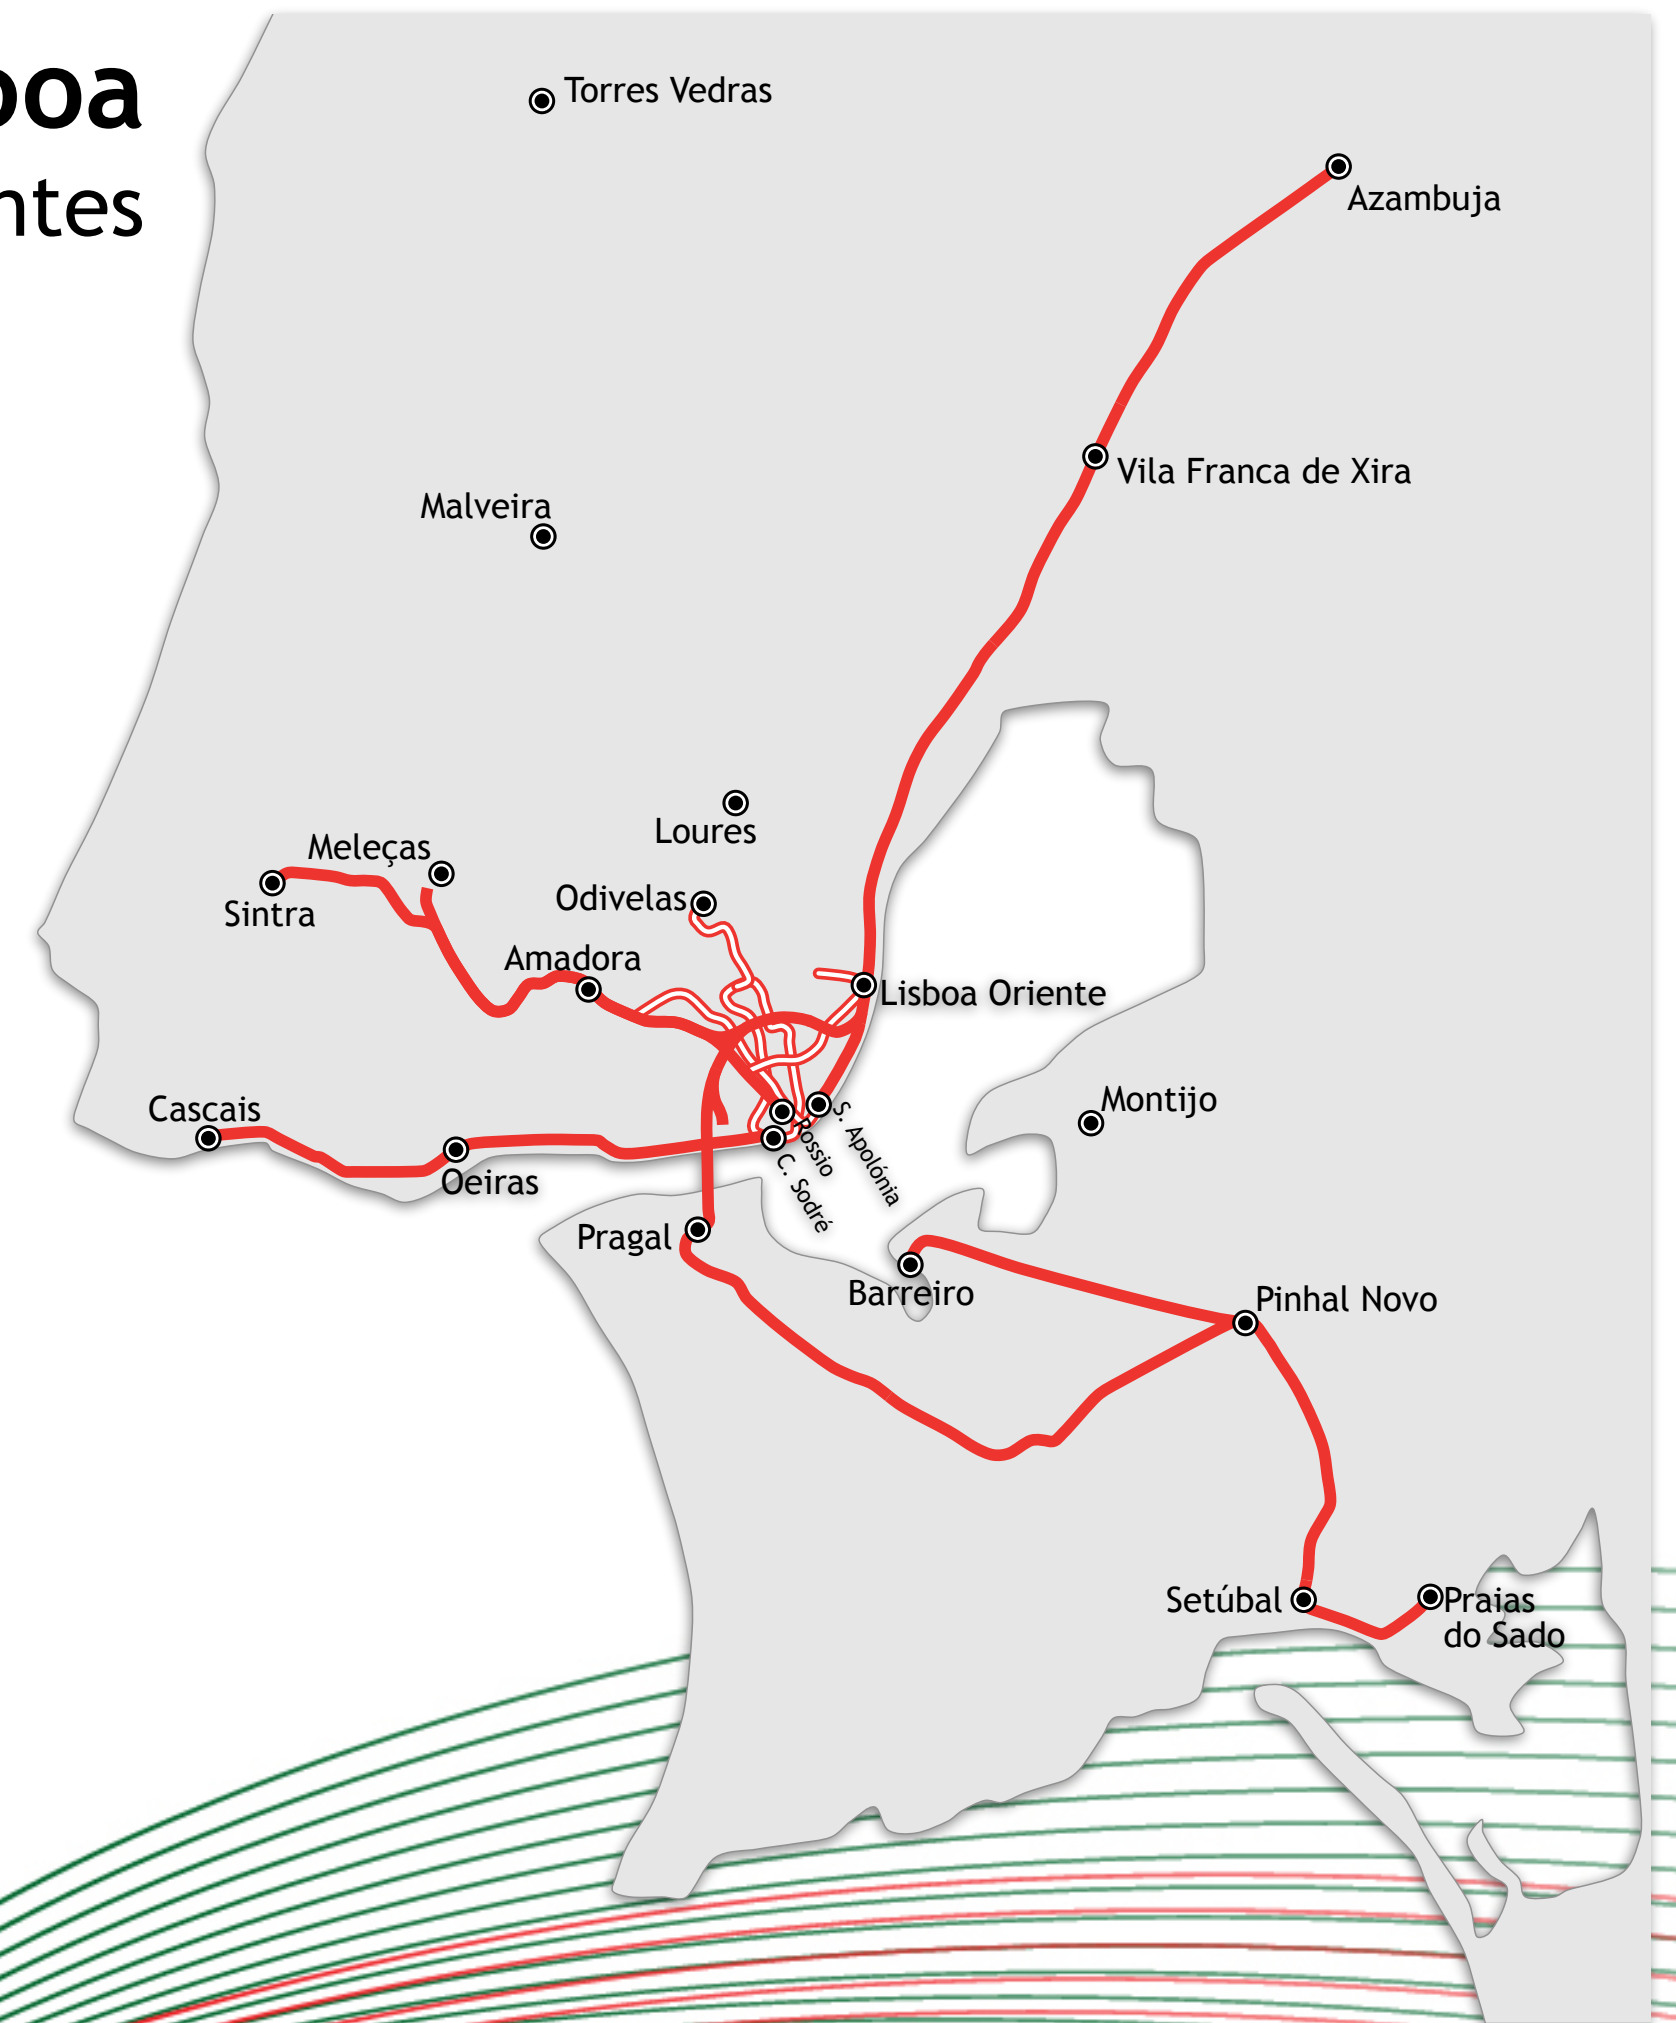 boa
ntes
Torres Vedras
Azambuja
Vila Franca de Xira
Malveira
Loures
Meleças
Odivelas
Sintra
Amadora
Lisboa Oriente
Cascais
Montijo
S. Apolónia
Rossio
C. Sodré
Oeiras
Pragal
Barreiro
Pinhal Novo
Setúbal
Praias
do Sado